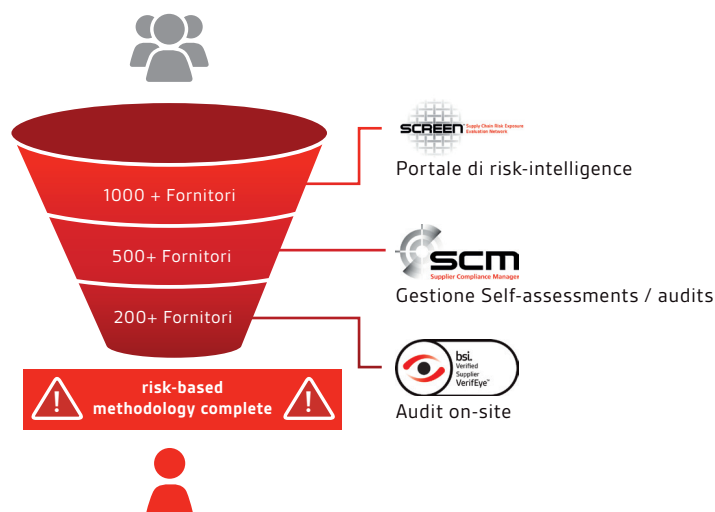 1000 + Fornitori
SCREEN Supply Chain Risk Exposure
Evaluation Network
Portale di risk-intelligence
500+ Fornitori
scm
Supplier Compliance Manager
Gestione Self-assessments / audits
200+ Fornitori
bsi.
Verified
Supplier
VerifEye™
Audit on-site
!
risk-based
methodology complete
!